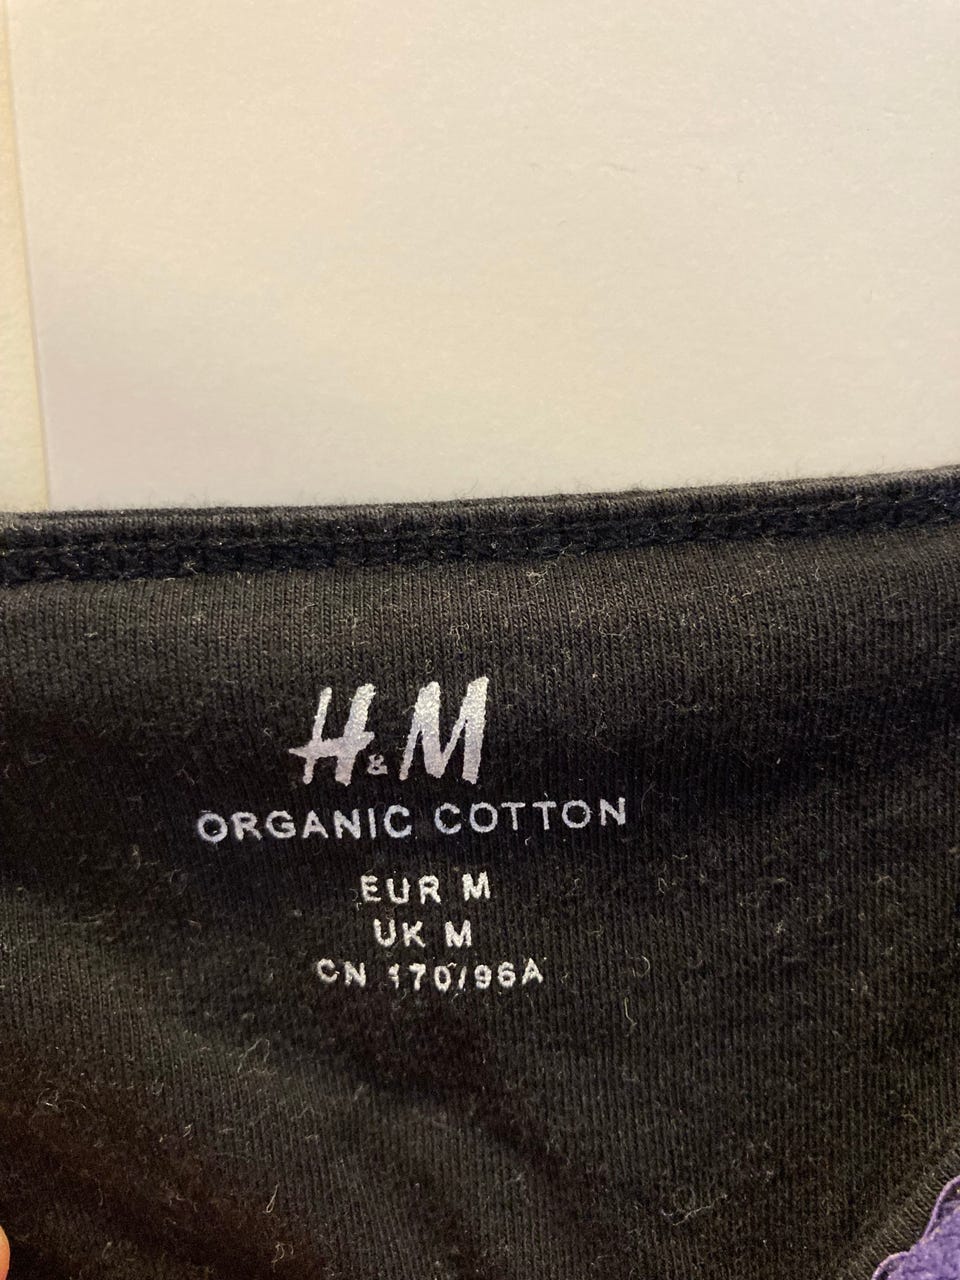 H&M
ORGANIC COTTON
EUR M
UK M
CN 170/96A